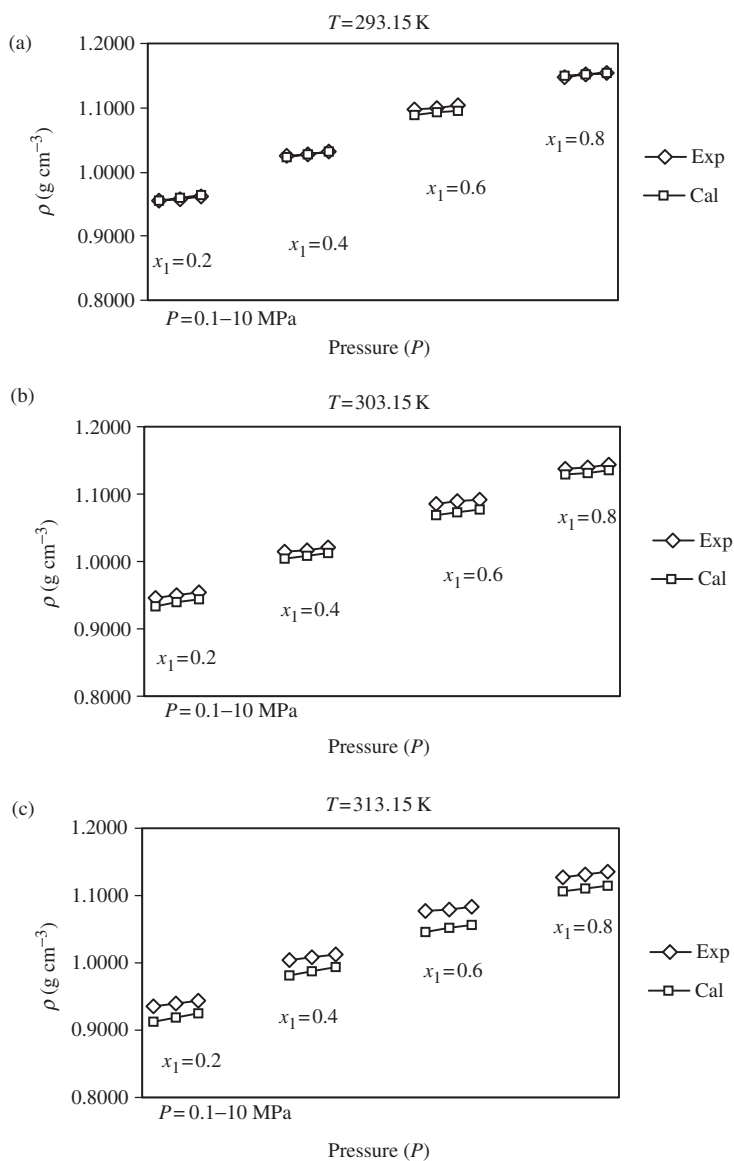 (a)
T=293.15 K
1.2000
1.1000
1.0000
0.9000
0.8000
ρ (g cm⁻³)
x₁=0.2
x₁=0.4
x₁=0.6
x₁=0.8
Exp
Cal
P=0.1–10 MPa
Pressure (P)
(b)
T=303.15 K
1.2000
1.1000
1.0000
0.9000
0.8000
ρ (g cm⁻³)
x₁=0.2
x₁=0.4
x₁=0.6
x₁=0.8
Exp
Cal
P=0.1–10 MPa
Pressure (P)
(c)
T=313.15 K
1.2000
1.1000
1.0000
0.9000
0.8000
ρ (g cm⁻³)
x₁=0.2
x₁=0.4
x₁=0.6
x₁=0.8
Exp
Cal
P=0.1–10 MPa
Pressure (P)